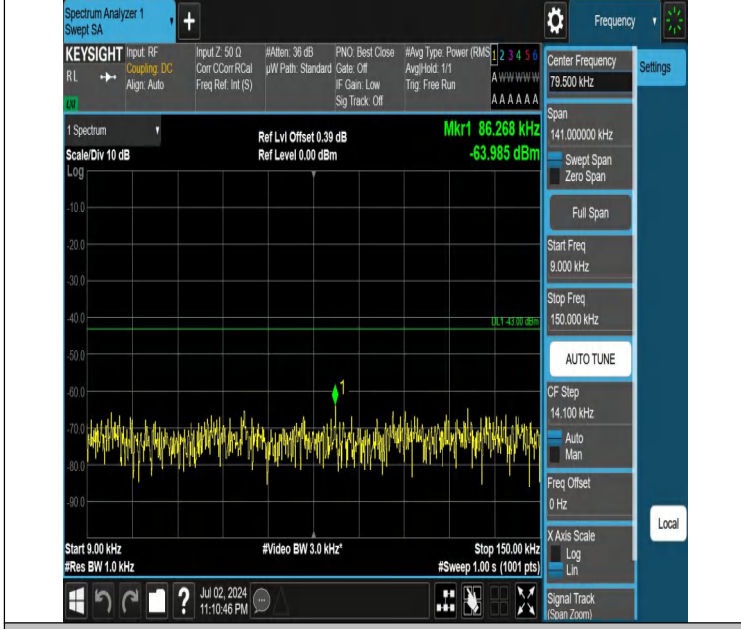 Spectrum Analyzer 1
Swept SA
+
Frequency
KEYSIGHT
RL
Input: RF
Coupling: DC
Align: Auto
Input Z: 50 Ω
Corr CCorr RCal
Freq Ref: Int (S)
#Atten: 36 dB
µW Path: Standard
PNO: Best Close
Gate: Off
IF Gain: Low
Sig Track: Off
#Avg Type: Power (RMS
Avg|Hold: 1/1
Trig: Free Run
1 2 3 4 5 6
A W W W W W
A A A A A A
1 Spectrum
Scale/Div 10 dB
Ref Lvl Offset 0.39 dB
Ref Level 0.00 dBm
Mkr1 86.268 kHz
-63.985 dBm
Log
-10.0
-20.0
-30.0
-40.0
DL1 -43.00 dBm
-50.0
-60.0
1
-70.0
-80.0
-90.0
Start 9.00 kHz
#Res BW 1.0 kHz
#Video BW 3.0 kHz*
Stop 150.00 kHz
#Sweep 1.00 s (1001 pts)
?
Jul 02, 2024
11:10:46 PM
Center Frequency
79.500 kHz
Span
141.000000 kHz
Swept Span
Zero Span
Full Span
Start Freq
9.000 kHz
Stop Freq
150.000 kHz
AUTO TUNE
CF Step
14.100 kHz
Auto
Man
Freq Offset
0 Hz
X Axis Scale
Log
Lin
Signal Track
(Span Zoom)
Settings
Local